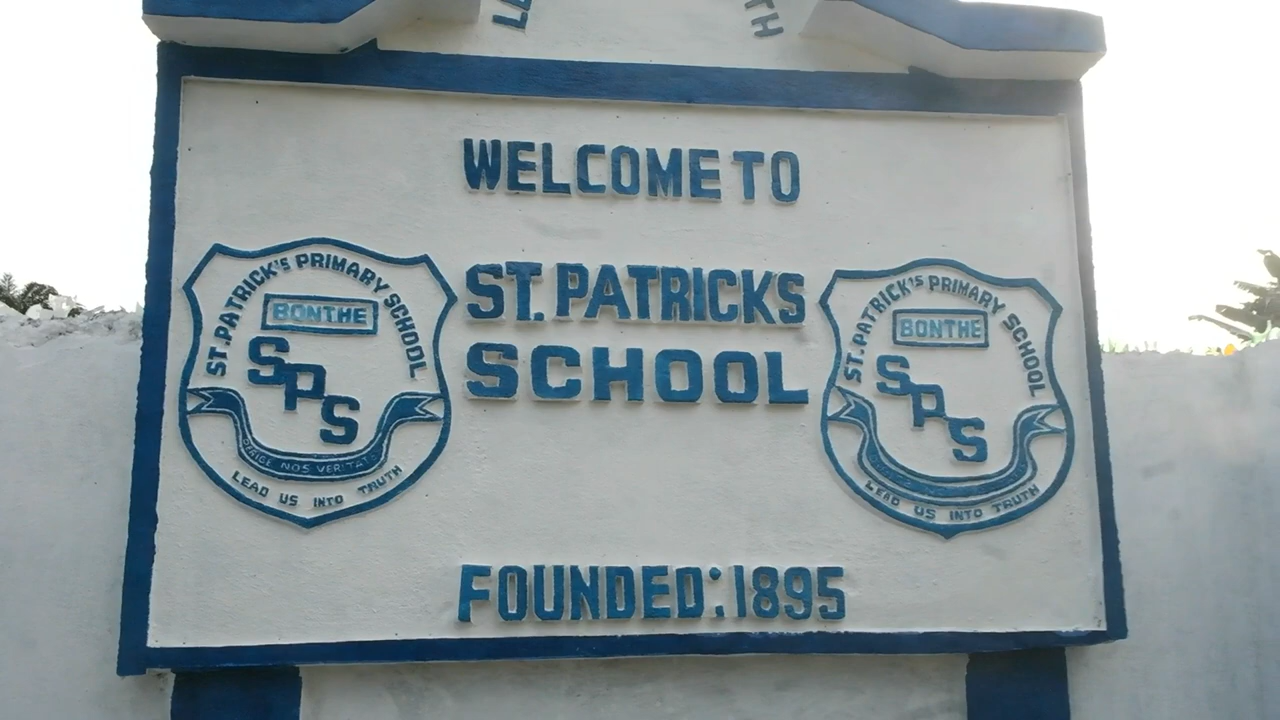 WELCOME TO
ST. PATRICKS
SCHOOL
FOUNDED: 1895
ST. PATRICK'S PRIMARY SCHOOL
BONTHE
SPS
NOS
LEAD US INTO TRUTH
ST. PATRICK'S PRIMARY SCHOOL
BONTHE
SPS
LEAD US INTO TRUTH